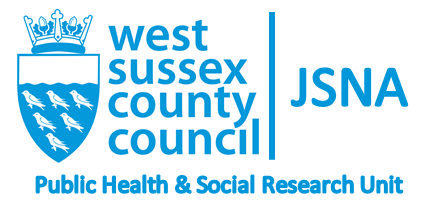 west
sussex
county
council
JSNA
Public Health & Social Research Unit